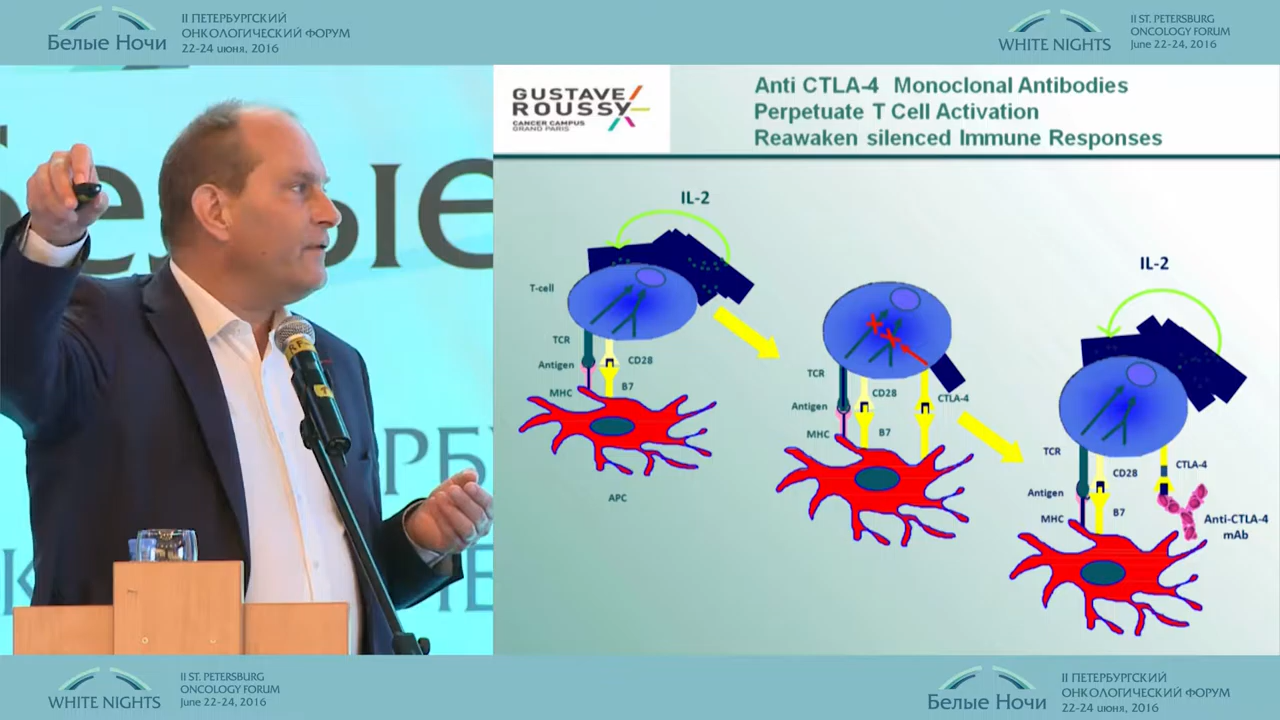 Белые Ночи
II ПЕТЕРБУРГСКИЙ
ОНКОЛОГИЧЕСКИЙ ФОРУМ
22-24 июня, 2016
WHITE NIGHTS
II ST. PETERSBURG
ONCOLOGY FORUM
June 22-24, 2016
GUSTAVE
ROUSSY
CANCER CAMPUS
GRAND PARIS
Anti CTLA-4 Monoclonal Antibodies
Perpetuate T Cell Activation
Reawaken silenced Immune Responses
IL-2
T-cell
TCR
Antigen
MHC
CD28
B7
APC
TCR
Antigen
MHC
CD28
B7
CTLA-4
IL-2
TCR
Antigen
MHC
CD28
B7
CTLA-4
Anti-CTLA-4
mAb
WHITE NIGHTS
II ST. PETERSBURG
ONCOLOGY FORUM
June 22-24, 2016
Белые Ночи
II ПЕТЕРБУРГСКИЙ
ОНКОЛОГИЧЕСКИЙ ФОРУМ
22-24 июня, 2016